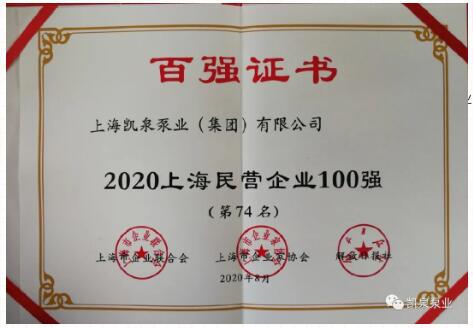 百强证书
上海凯泉泵业（集团）有限公司
2020上海民营企业100强
（第74名）
上海市企业联合会 上海市企业家协会 解放日报社
2020年8月
凯泉泵业